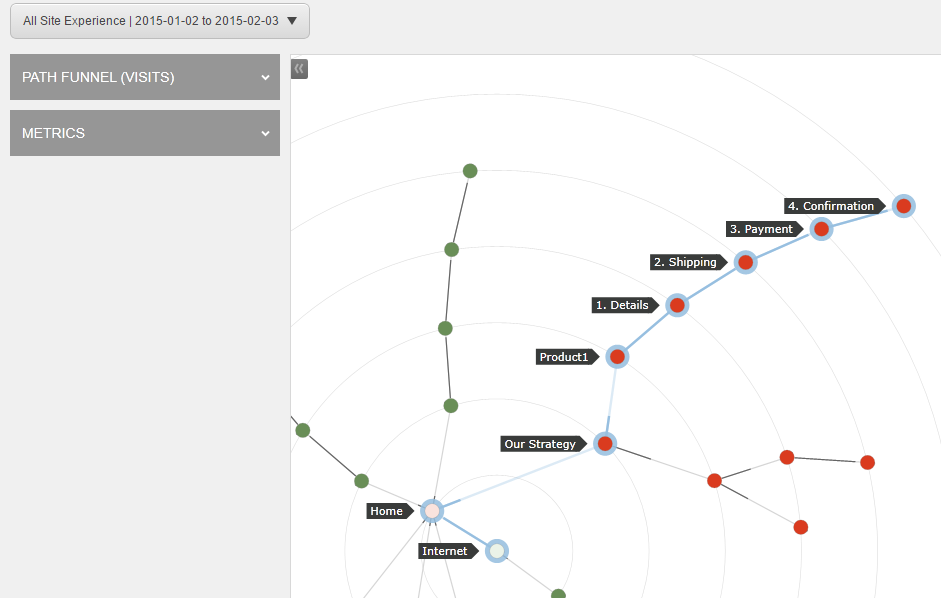 All Site Experience | 2015-01-02 to 2015-02-03
PATH FUNNEL (VISITS)
METRICS
4. Confirmation
3. Payment
2. Shipping
1. Details
Product1
Our Strategy
Home
Internet